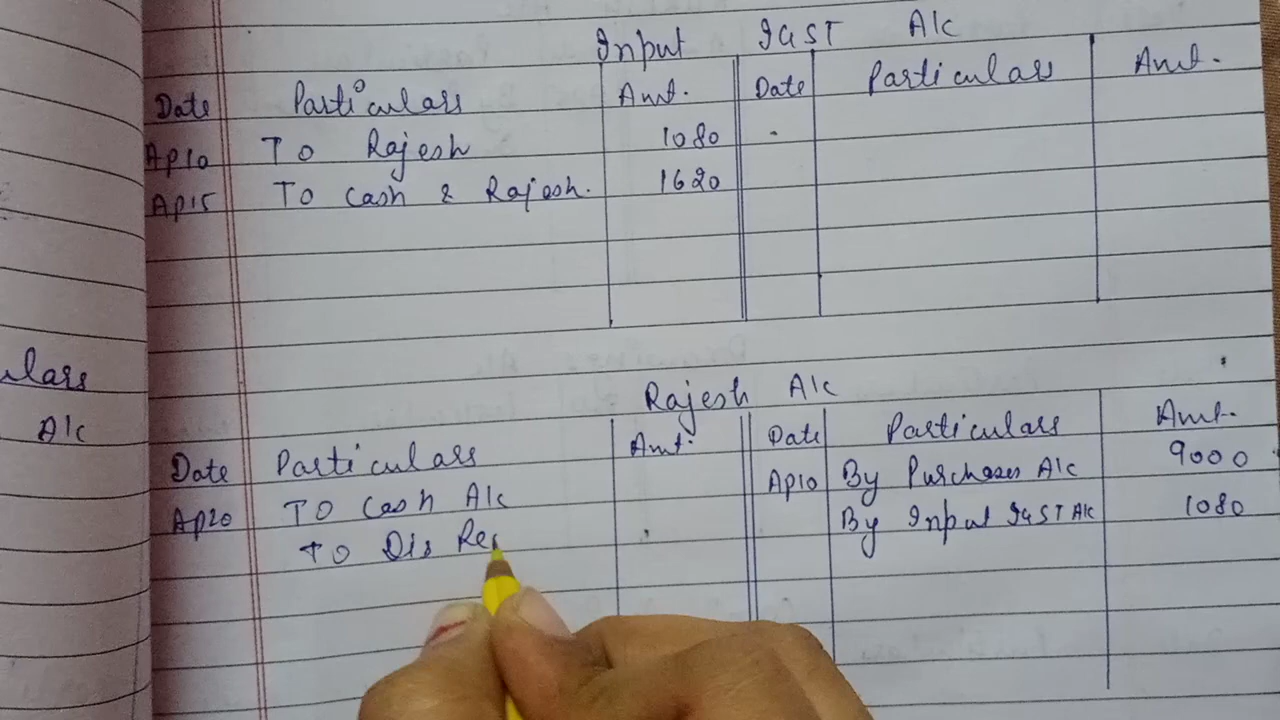 Input IGST A/c
Date Particulars Amt. Date Particulars Amt.
Ap10 To Rajesh 1080
Ap15 To Cash & Rajesh. 1620
ulars
A/c
Rajesh A/c
Date Particulars Amt. Date Particulars Amt.
Ap20 To Cash A/c Ap10 By Purchases A/c 9000
To Dis Rec By Input IGST A/c 1080